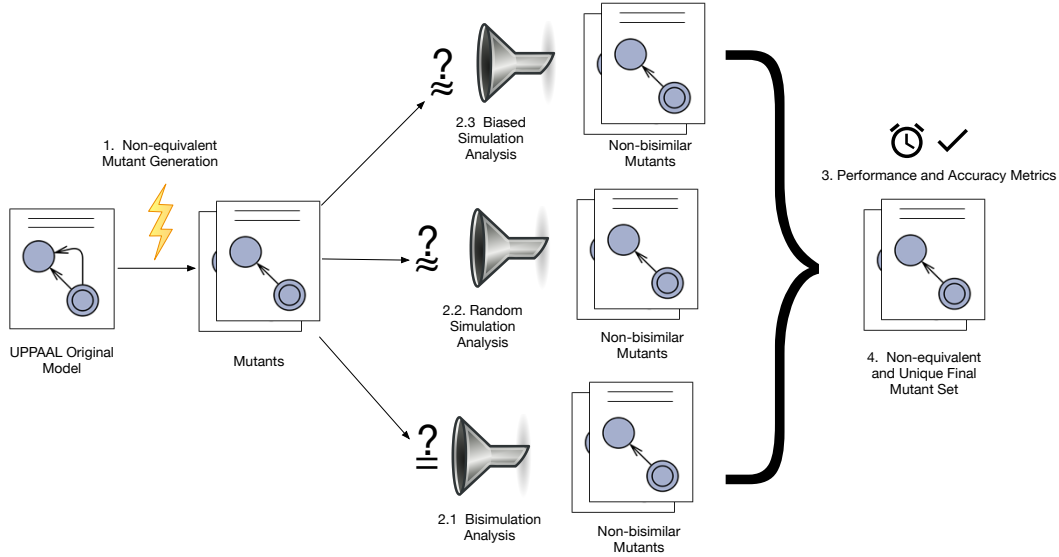 1.  Non-equivalent
Mutant Generation
UPPAAL Original
Model
Mutants
≈?
2.3  Biased
Simulation
Analysis
Non-bisimilar
Mutants
≈?
2.2. Random
Simulation
Analysis
Non-bisimilar
Mutants
=?
2.1  Bisimulation
Analysis
Non-bisimilar
Mutants
3. Performance and Accuracy Metrics
4.  Non-equivalent
and Unique Final
Mutant Set